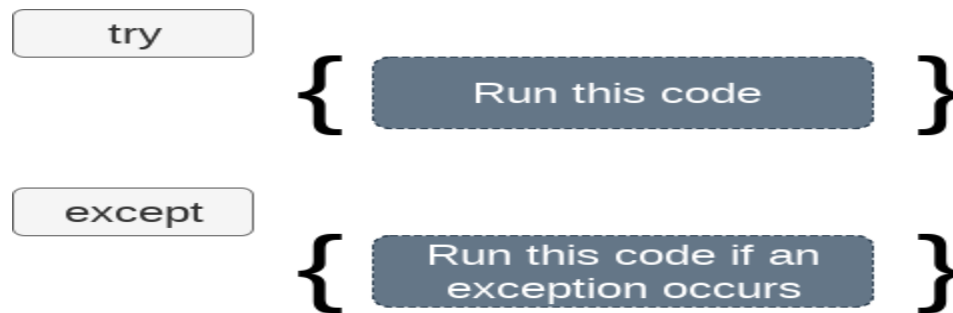 try
{ Run this code }
except
{ Run this code if an
exception occurs }